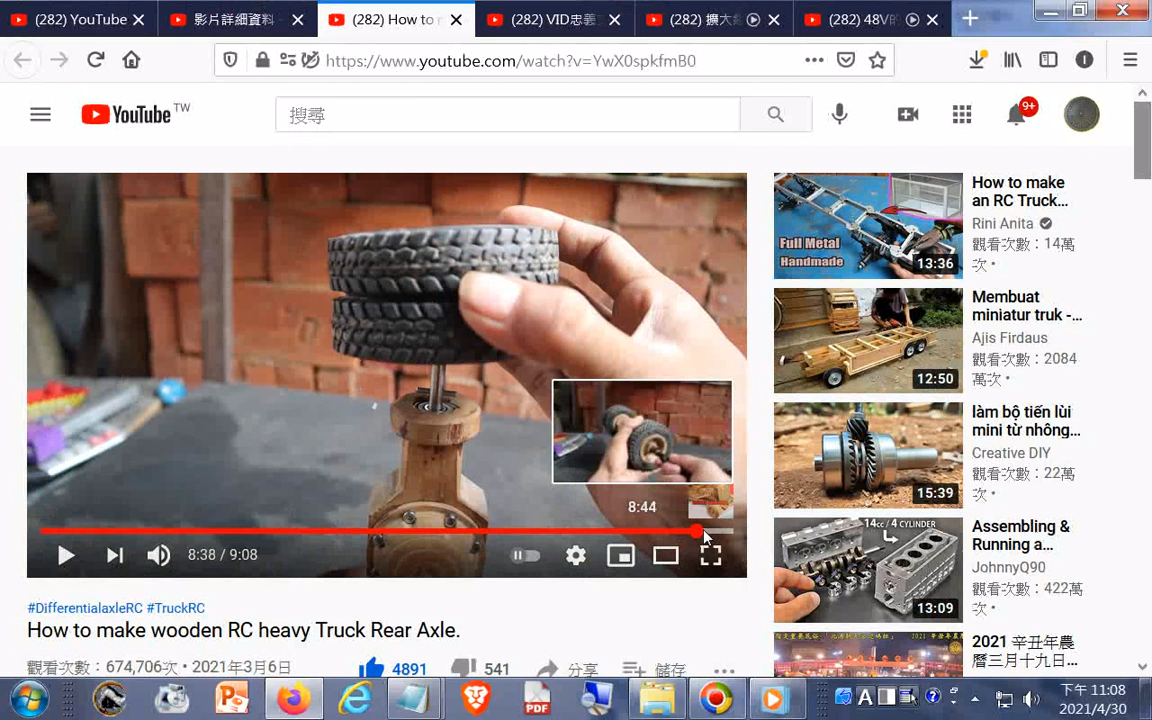 (282) YouTube
影片詳細資料
(282) How to r
(282) VID忠義
(282) 擴大
(282) 48V的
https://www.youtube.com/watch?v=YwX0spkfmB0
YouTube TW
搜尋
9+
8:44
8:38 / 9:08
#DifferentialaxleRC #TruckRC
How to make wooden RC heavy Truck Rear Axle.
觀看次數：674,706次 • 2021年3月6日
4891
541
分享
儲存
Full Metal
Handmade
13:36
How to make
an RC Truck...
Rini Anita
觀看次數：14萬
次 •
12:50
Membuat
miniatur truk -...
Ajis Firdaus
觀看次數：2084
萬次 •
15:39
làm bộ tiến lùi
mini từ nhông...
Creative DIY
觀看次數：22萬
次 •
14cc / 4 CYLINDER
13:09
Assembling &
Running a...
JohnnyQ90
觀看次數：422萬
次 •
2021 辛丑年農
曆三月十九日...
PDF
A
下午 11:08
2021/4/30